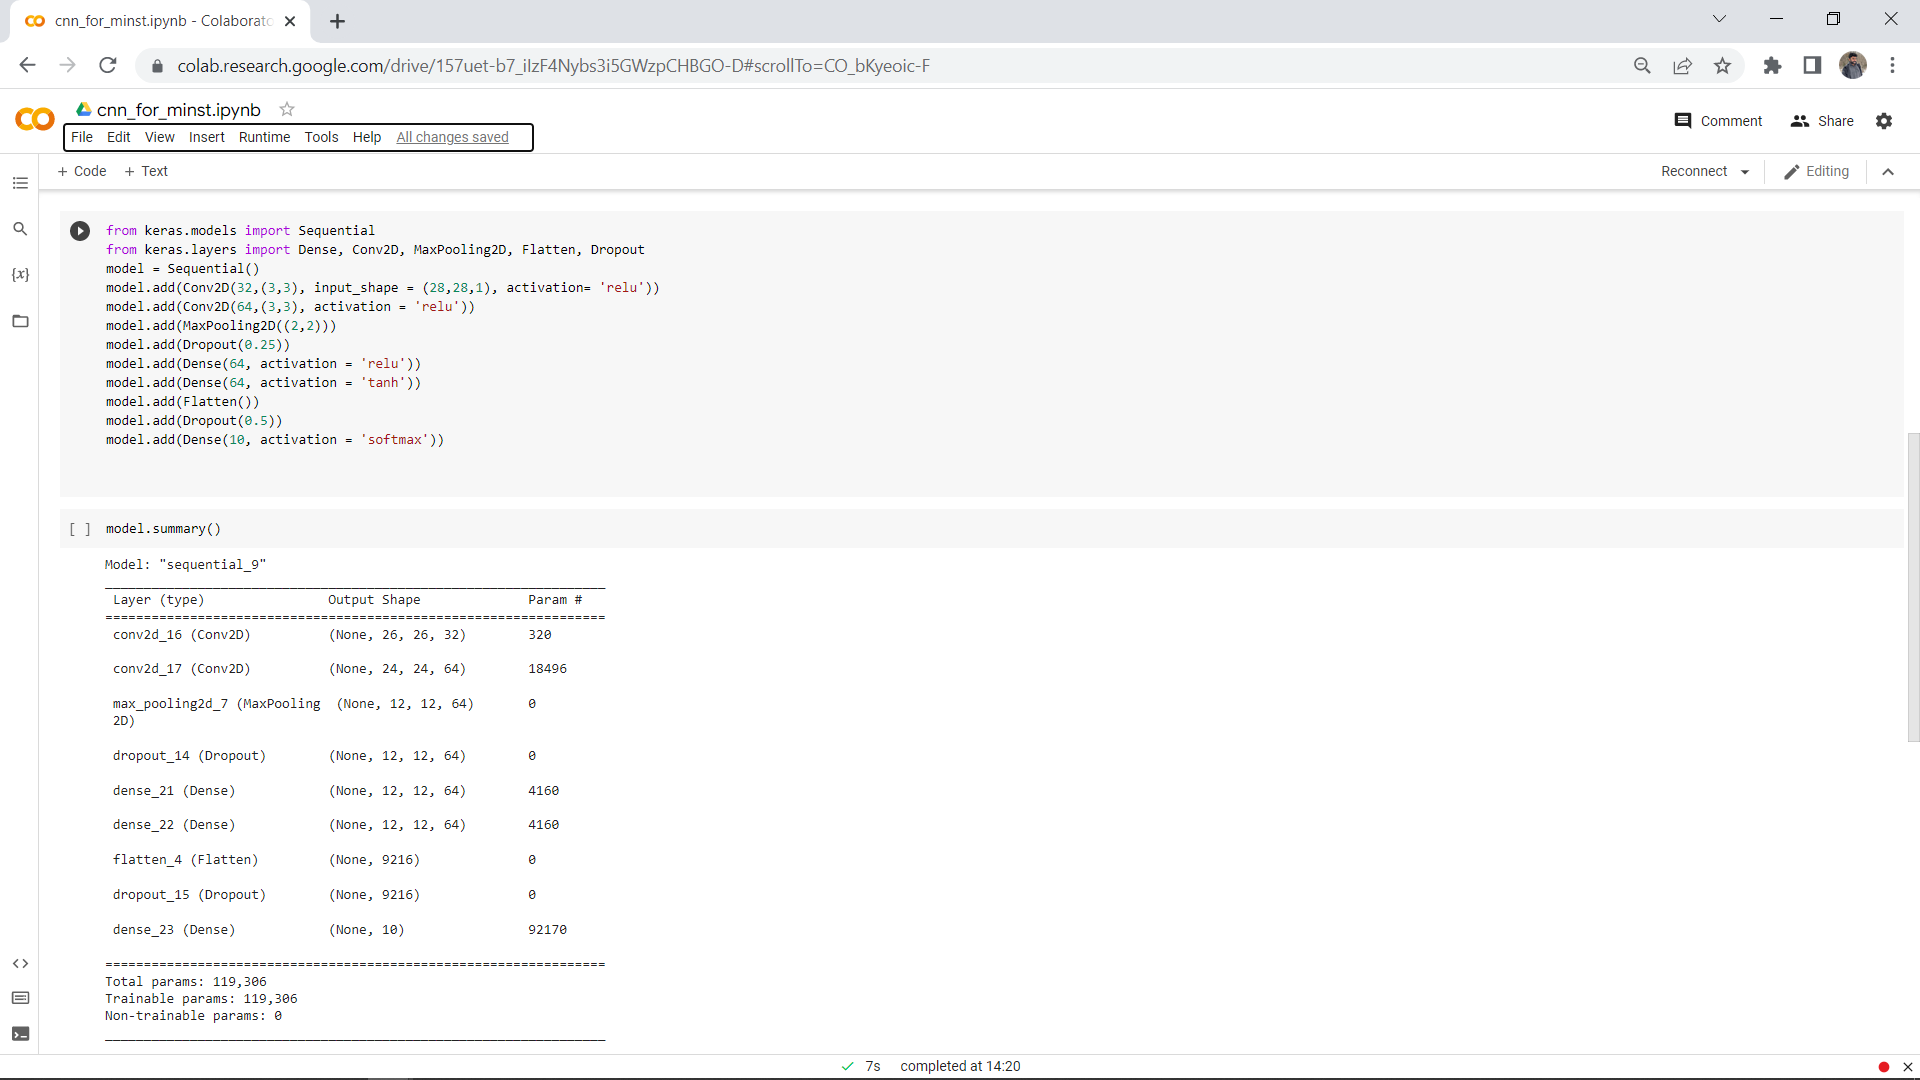 cnn_for_minst.ipynb - Colaborato
colab.research.google.com/drive/157uet-b7_iIzF4Nybs3i5GWzpCHBGO-D#scrollTo=CO_bKyeoic-F
cnn_for_minst.ipynb
Comment Share
File Edit View Insert Runtime Tools Help All changes saved
+ Code + Text
Reconnect Editing
{x}
from keras.models import Sequential
from keras.layers import Dense, Conv2D, MaxPooling2D, Flatten, Dropout
model = Sequential()
model.add(Conv2D(32,(3,3), input_shape = (28,28,1), activation= 'relu'))
model.add(Conv2D(64,(3,3), activation = 'relu'))
model.add(MaxPooling2D((2,2)))
model.add(Dropout(0.25))
model.add(Dense(64, activation = 'relu'))
model.add(Dense(64, activation = 'tanh'))
model.add(Flatten())
model.add(Dropout(0.5))
model.add(Dense(10, activation = 'softmax'))
[ ] model.summary()
Model: "sequential_9"
Layer (type) Output Shape Param #
conv2d_16 (Conv2D) (None, 26, 26, 32) 320
conv2d_17 (Conv2D) (None, 24, 24, 64) 18496
max_pooling2d_7 (MaxPooling (None, 12, 12, 64) 0
2D)
dropout_14 (Dropout) (None, 12, 12, 64) 0
dense_21 (Dense) (None, 12, 12, 64) 4160
dense_22 (Dense) (None, 12, 12, 64) 4160
flatten_4 (Flatten) (None, 9216) 0
dropout_15 (Dropout) (None, 9216) 0
dense_23 (Dense) (None, 10) 92170
Total params: 119,306
Trainable params: 119,306
Non-trainable params: 0
7s completed at 14:20